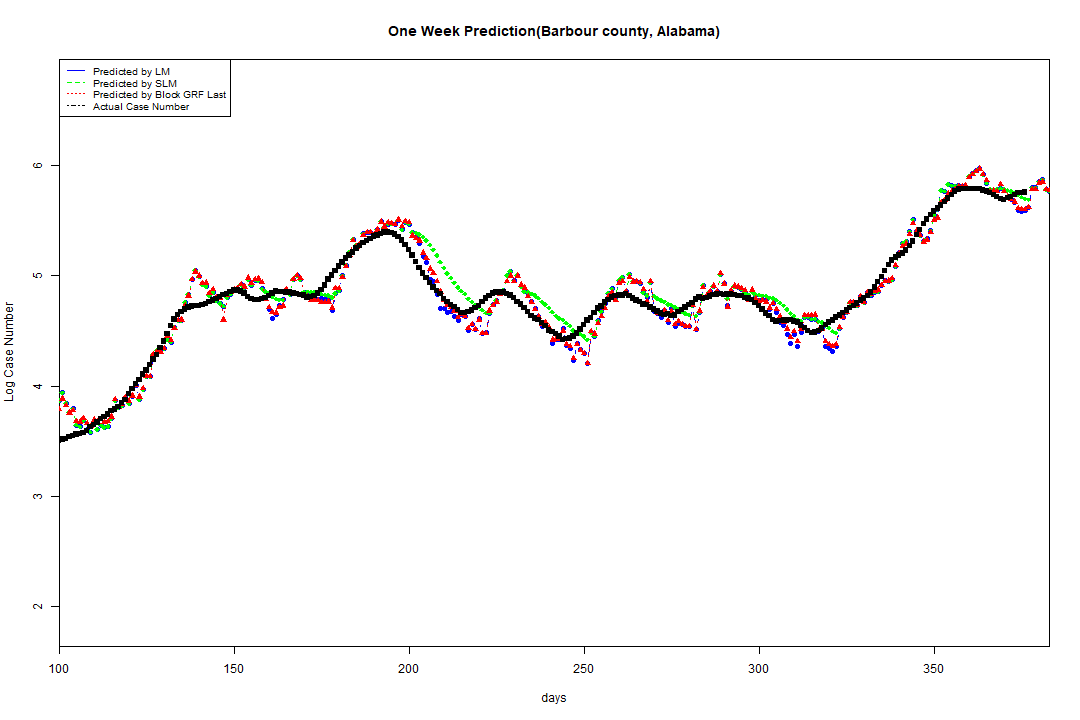 One Week Prediction(Barbour county, Alabama)
Predicted by LM
Predicted by SLM
Predicted by Block GRF Last
Actual Case Number
6
5
4
3
2
Log Case Number
100 150 200 250 300 350
days